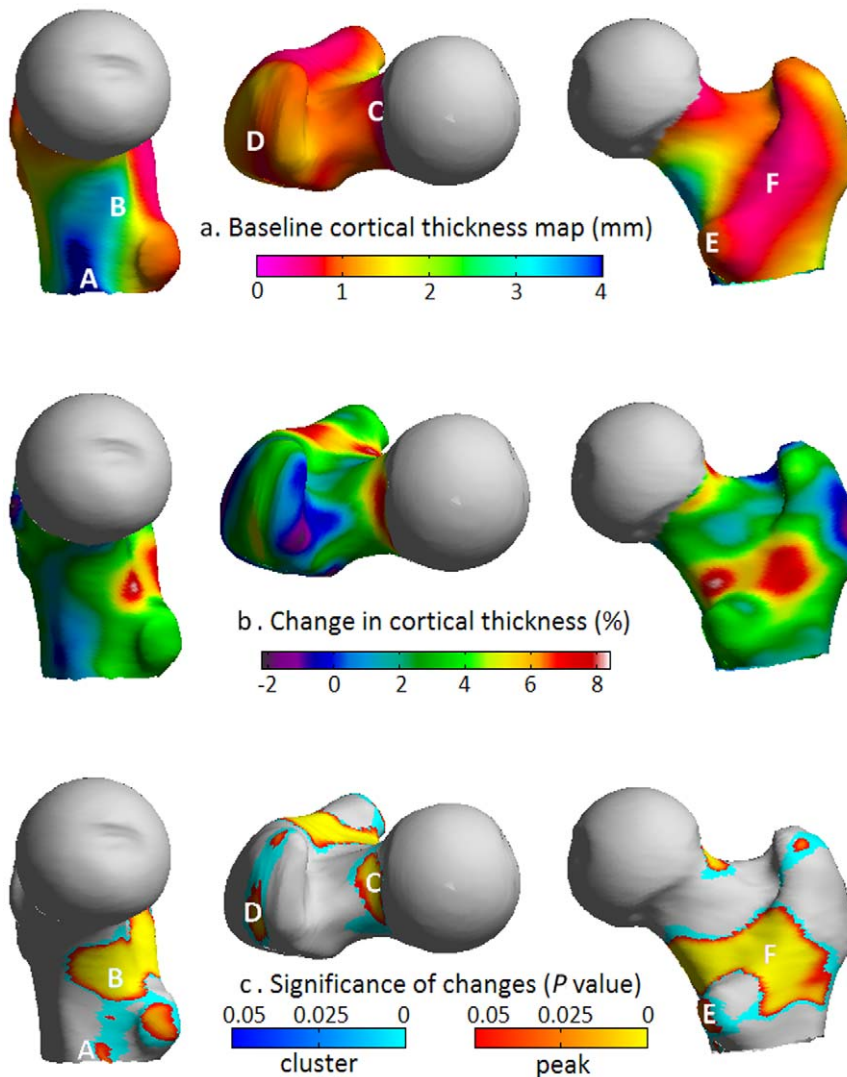 C
D
B
F
E
A
a. Baseline cortical thickness map (mm)
0 1 2 3 4
b . Change in cortical thickness (%)
-2 0 2 4 6 8
C
D
B
F
E
A
c. Significance of changes (P value)
0.05 0.025 0 0.05 0.025 0
cluster peak